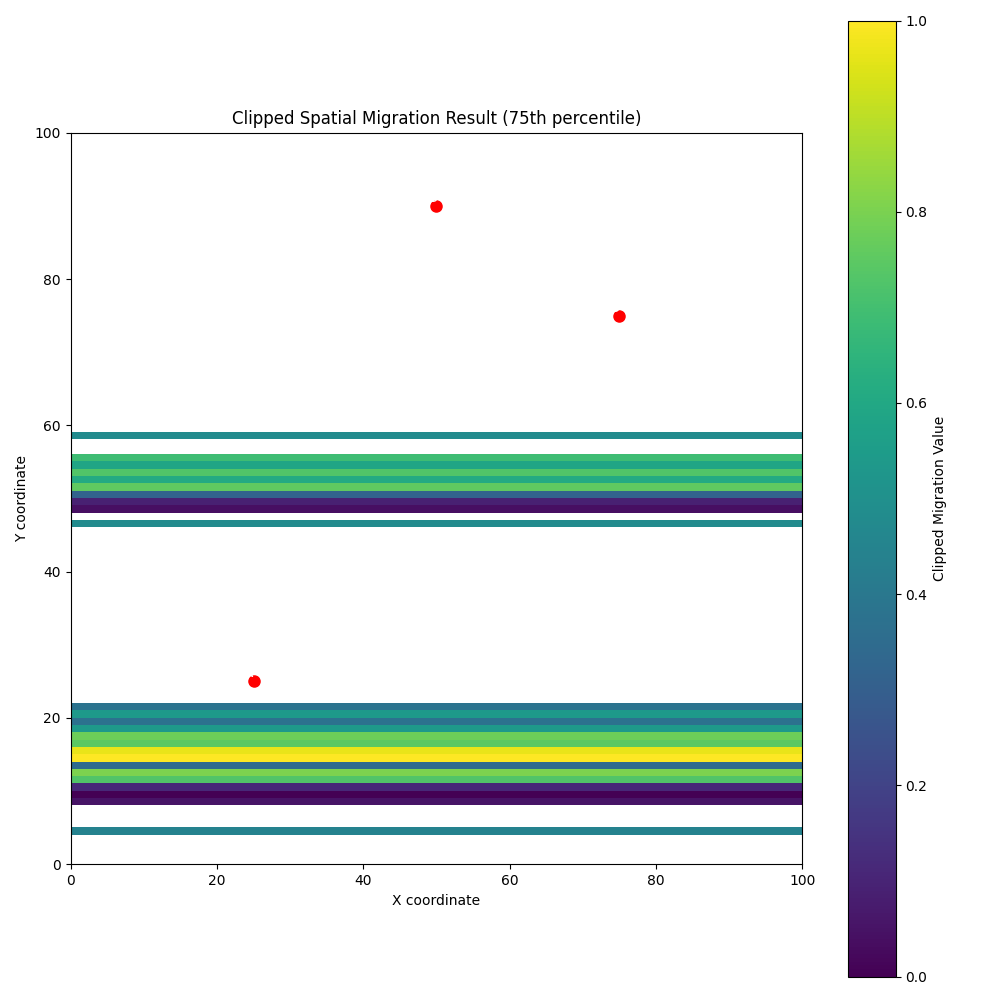 Clipped Spatial Migration Result (75th percentile)
100
80
60
40
20
0
Y coordinate
0 20 40 60 80 100
X coordinate
1.0
0.8
0.6
0.4
0.2
0.0
Clipped Migration Value